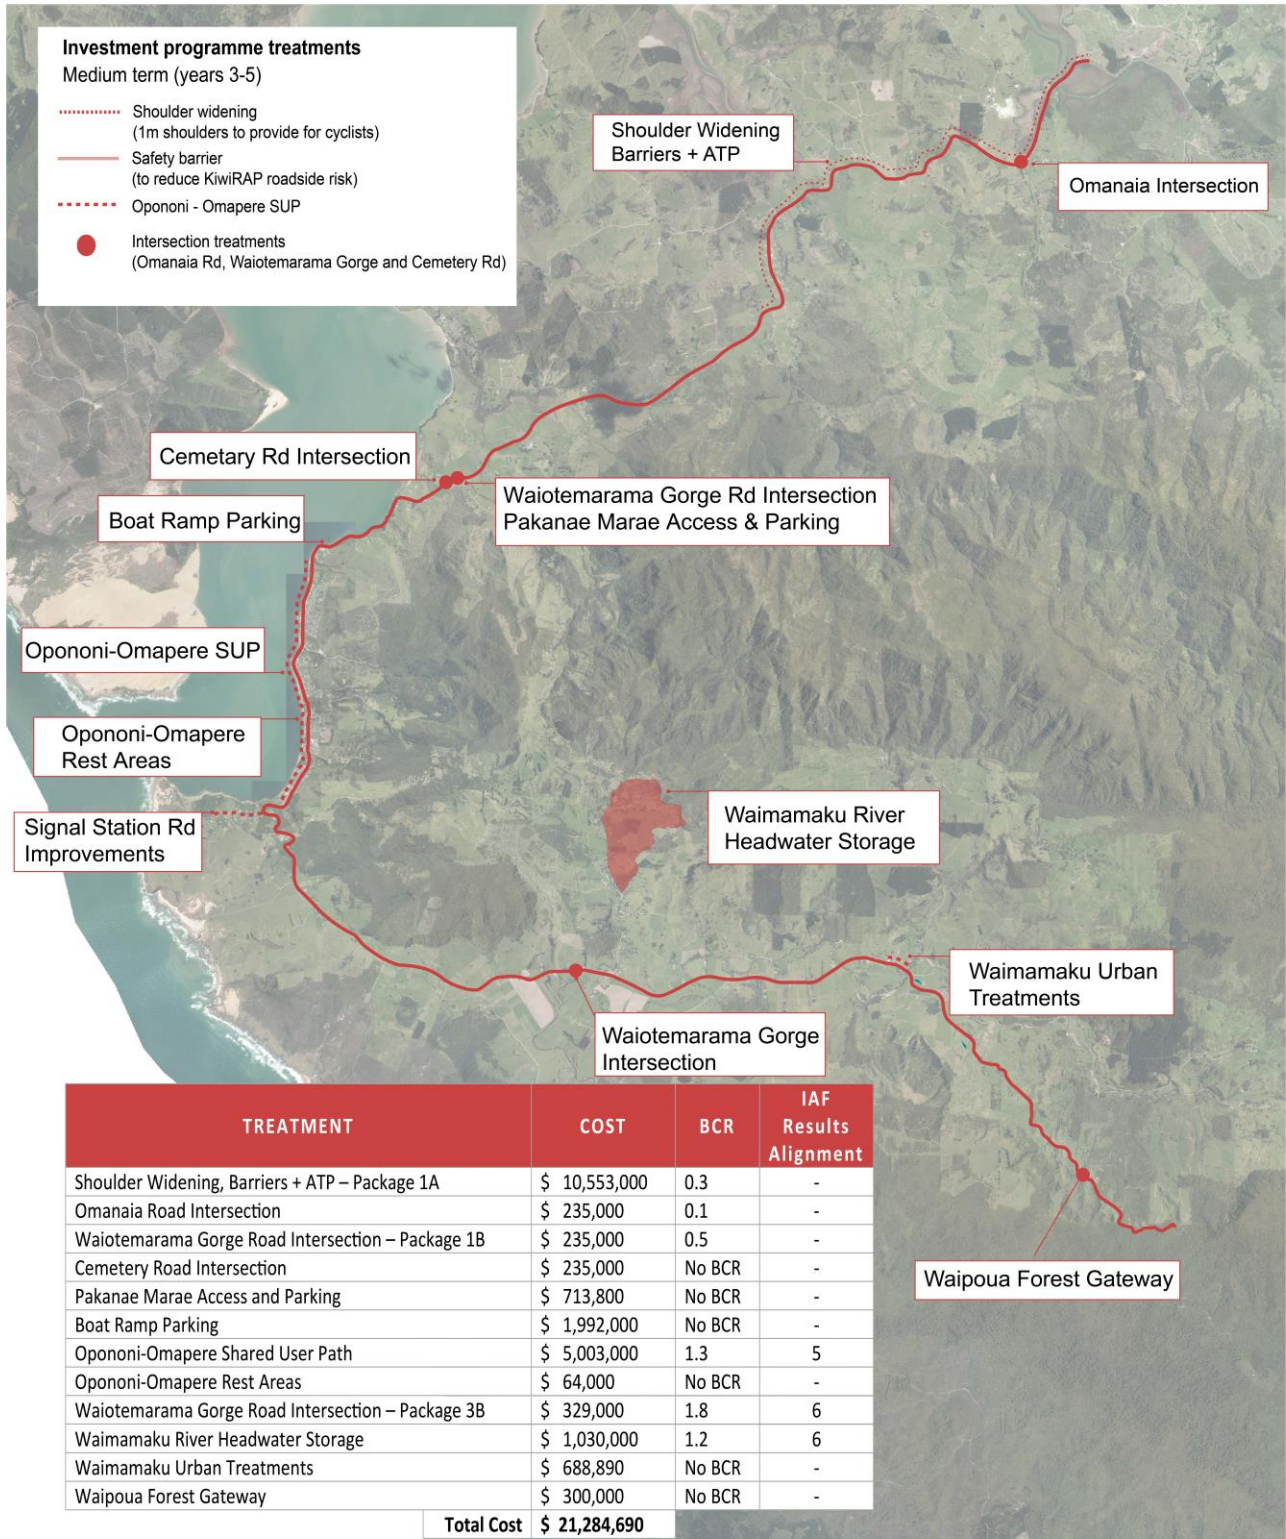 Investment programme treatments
Medium term (years 3-5)
Shoulder widening
(1m shoulders to provide for cyclists)
Safety barrier
(to reduce KiwiRAP roadside risk)
Opononi - Omapere SUP
Intersection treatments
(Omanaia Rd, Waiotemarama Gorge and Cemetery Rd)
Shoulder Widening
Barriers + ATP
Omanaia Intersection
Cemetary Rd Intersection
Waiotemarama Gorge Rd Intersection
Pakanae Marae Access & Parking
Boat Ramp Parking
Opononi-Omapere SUP
Opononi-Omapere
Rest Areas
Signal Station Rd
Improvements
Waimamaku River
Headwater Storage
Waimamaku Urban
Treatments
Waiotemarama Gorge
Intersection
Waipoua Forest Gateway
TREATMENT COST BCR IAF Results Alignment
Shoulder Widening, Barriers + ATP – Package 1A $ 10,553,000 0.3 -
Omanaia Road Intersection $ 235,000 0.1 -
Waiotemarama Gorge Road Intersection – Package 1B $ 235,000 0.5 -
Cemetery Road Intersection $ 235,000 No BCR -
Pakanae Marae Access and Parking $ 713,800 No BCR -
Boat Ramp Parking $ 1,992,000 No BCR -
Opononi-Omapere Shared User Path $ 5,003,000 1.3 5
Opononi-Omapere Rest Areas $ 64,000 No BCR -
Waiotemarama Gorge Road Intersection – Package 3B $ 329,000 1.8 6
Waimamaku River Headwater Storage $ 1,030,000 1.2 6
Waimamaku Urban Treatments $ 688,890 No BCR -
Waipoua Forest Gateway $ 300,000 No BCR -
Total Cost $ 21,284,690